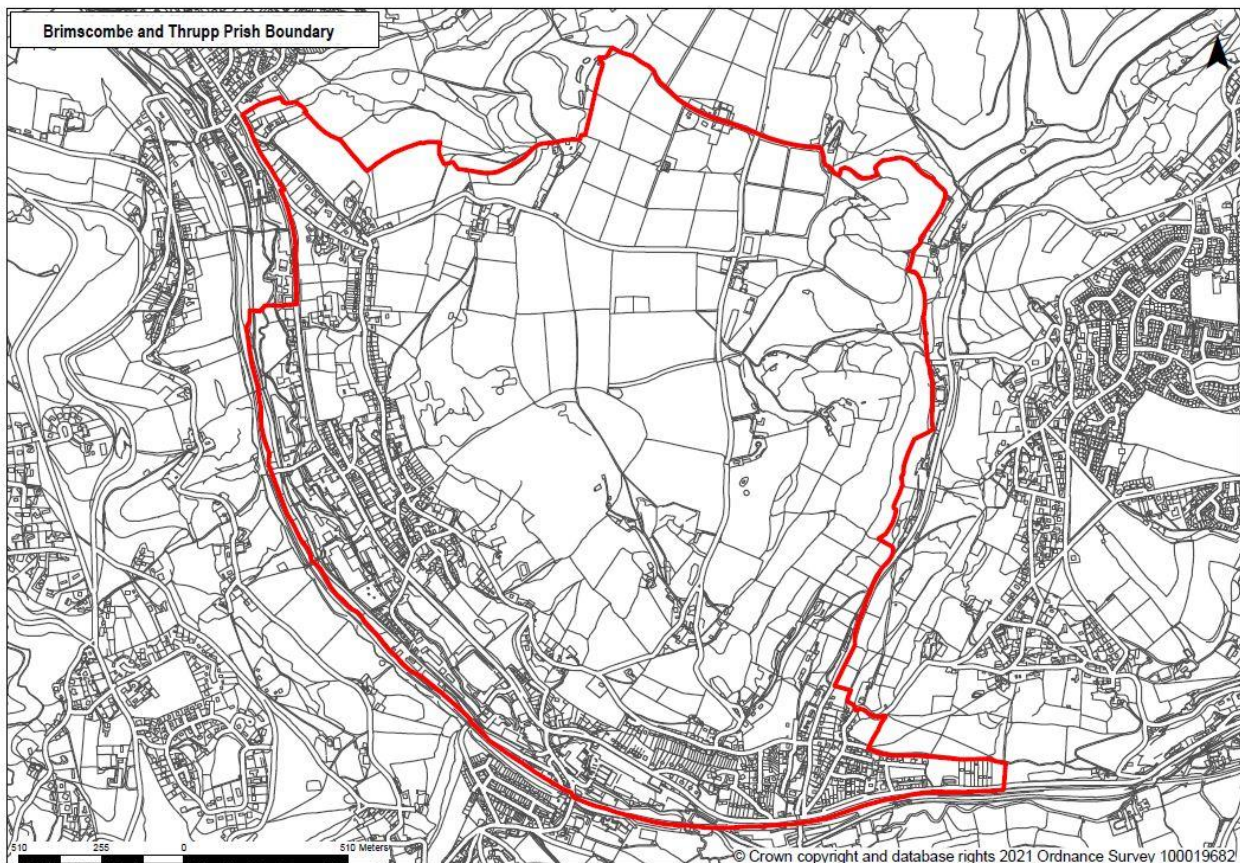 Brimscombe and Thrupp Prish Boundary
N
510 255 0 510 Meters
© Crown copyright and database rights 2021 Ordnance Survey 100019682